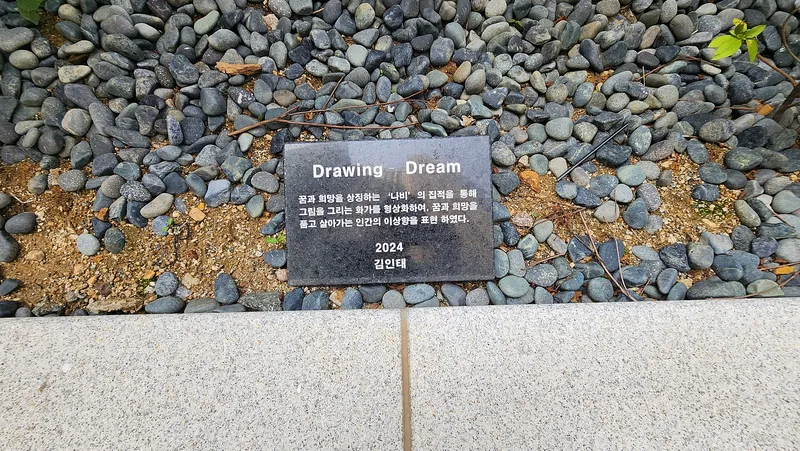 Drawing Dream
꿈과 희망을 상징하는 '나비' 의 집적을 통해
그림을 그리는 화가를 형상화하여, 꿈과 희망을
품고 살아가는 인간의 이상향을 표현 하였다.
2024
김인태